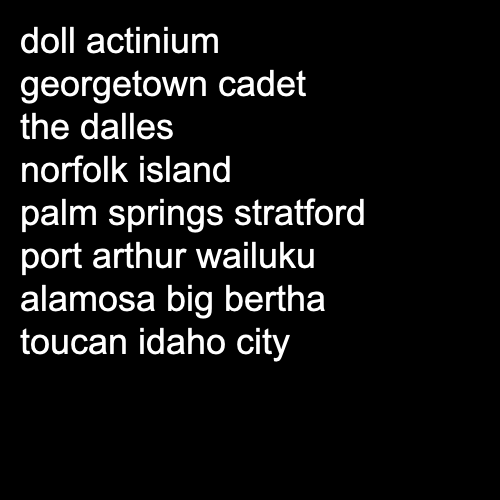 doll actinium
georgetown cadet
the dalles
norfolk island
palm springs stratford
port arthur wailuku
alamosa big bertha
toucan idaho city